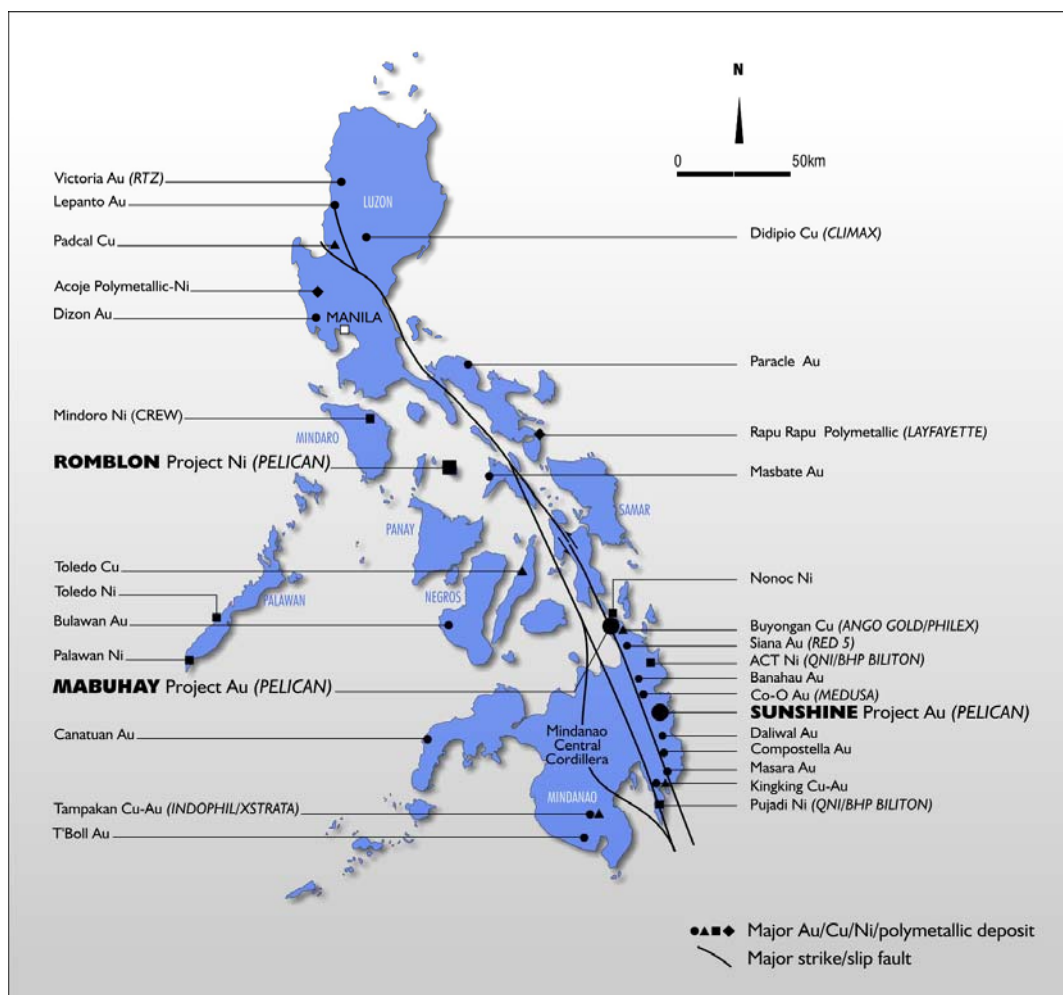 N
0 50km
Victoria Au (RTZ)
Lepanto Au
Padcal Cu
Acoje Polymetallic-Ni
Dizon Au
Mindoro Ni (CREW)
ROMBLON Project Ni (PELICAN)
Toledo Cu
Toledo Ni
Bulawan Au
Palawan Ni
MABUHAY Project Au (PELICAN)
Canatuan Au
Tampakan Cu-Au (INDOPHIL/XSTRATA)
T'Boll Au
LUZON
MANILA
MINDARO
PANAY
SAMAR
NEGROS
PALAWAN
Mindanao
Central
Cordillera
MINDANAO
Didipio Cu (CLIMAX)
Paracle Au
Rapu Rapu Polymetallic (LAYFAYETTE)
Masbate Au
Nonoc Ni
Buyongan Cu (ANGO GOLD/PHILEX)
Siana Au (RED 5)
ACT Ni (QNI/BHP BILITON)
Banahau Au
Co-O Au (MEDUSA)
SUNSHINE Project Au (PELICAN)
Daliwal Au
Compostella Au
Masara Au
Kingking Cu-Au
Pujadi Ni (QNI/BHP BILITON)
Major Au/Cu/Ni/polymetallic deposit
Major strike/slip fault